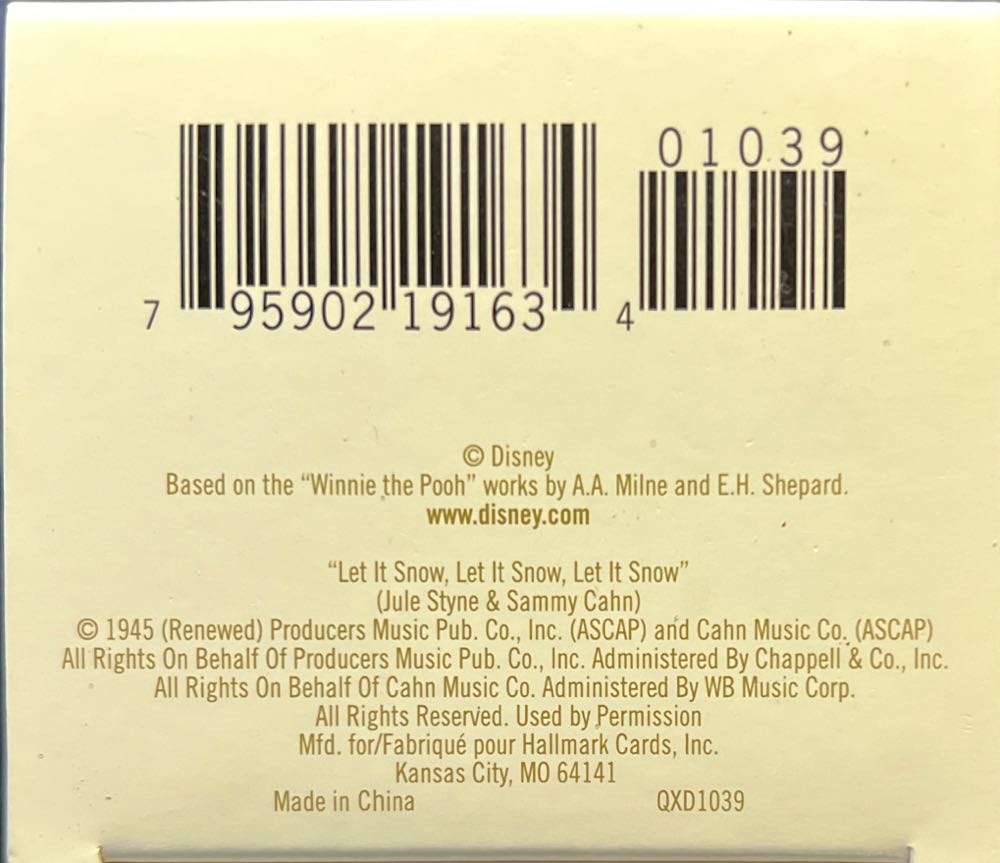 01039
7 95902 19163 4
© Disney
Based on the “Winnie the Pooh” works by A.A. Milne and E.H. Shepard.
www.disney.com
“Let It Snow, Let It Snow, Let It Snow”
(Jule Styne & Sammy Cahn)
© 1945 (Renewed) Producers Music Pub. Co., Inc. (ASCAP) and Cahn Music Co. (ASCAP)
All Rights On Behalf Of Producers Music Pub. Co., Inc. Administered By Chappell & Co., Inc.
All Rights On Behalf Of Cahn Music Co. Administered By WB Music Corp.
All Rights Reserved. Used by Permission
Mfd. for/Fabriqué pour Hallmark Cards, Inc.
Kansas City, MO 64141
Made in China QXD1039